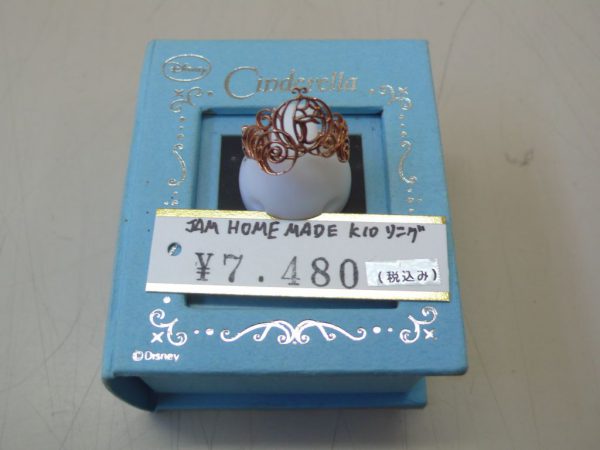 Disney
Cinderella
JAM HOME MADE K10 リング
¥7.480 (税込み)
©Disney